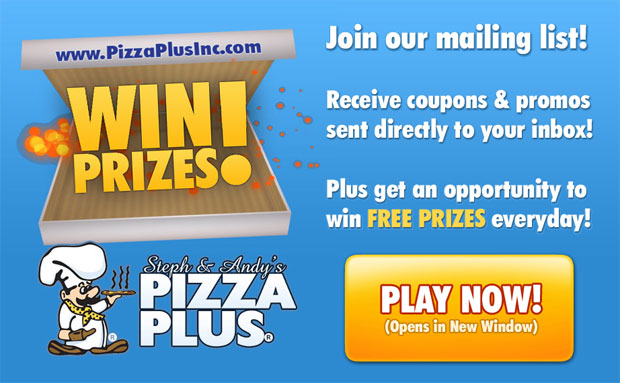 www.PizzaPlusInc.com
WIN!
PRIZES
Join our mailing list!
Receive coupons & promos
sent directly to your inbox!
Plus get an opportunity to
win FREE PRIZES everyday!
Steph & Andy's
PIZZA
PLUS®
®
PLAY NOW!
(Opens in New Window)